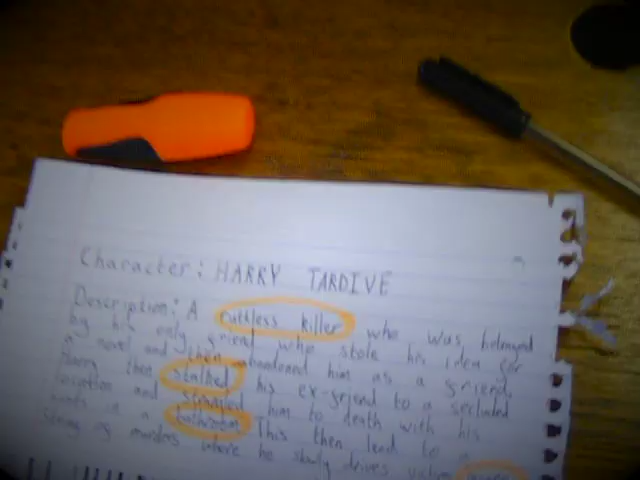 Character: HARRY TARDIVE
Description: A ruthless killer who was betrayed
by his only friend who stole his idea for
a novel and then abandoned him as a friend.
Harry then stalked his ex-friend to a secluded
location and strangled him to death with his
hands in a bathroom. This then lead to a
string of murders where he slowly drives victims